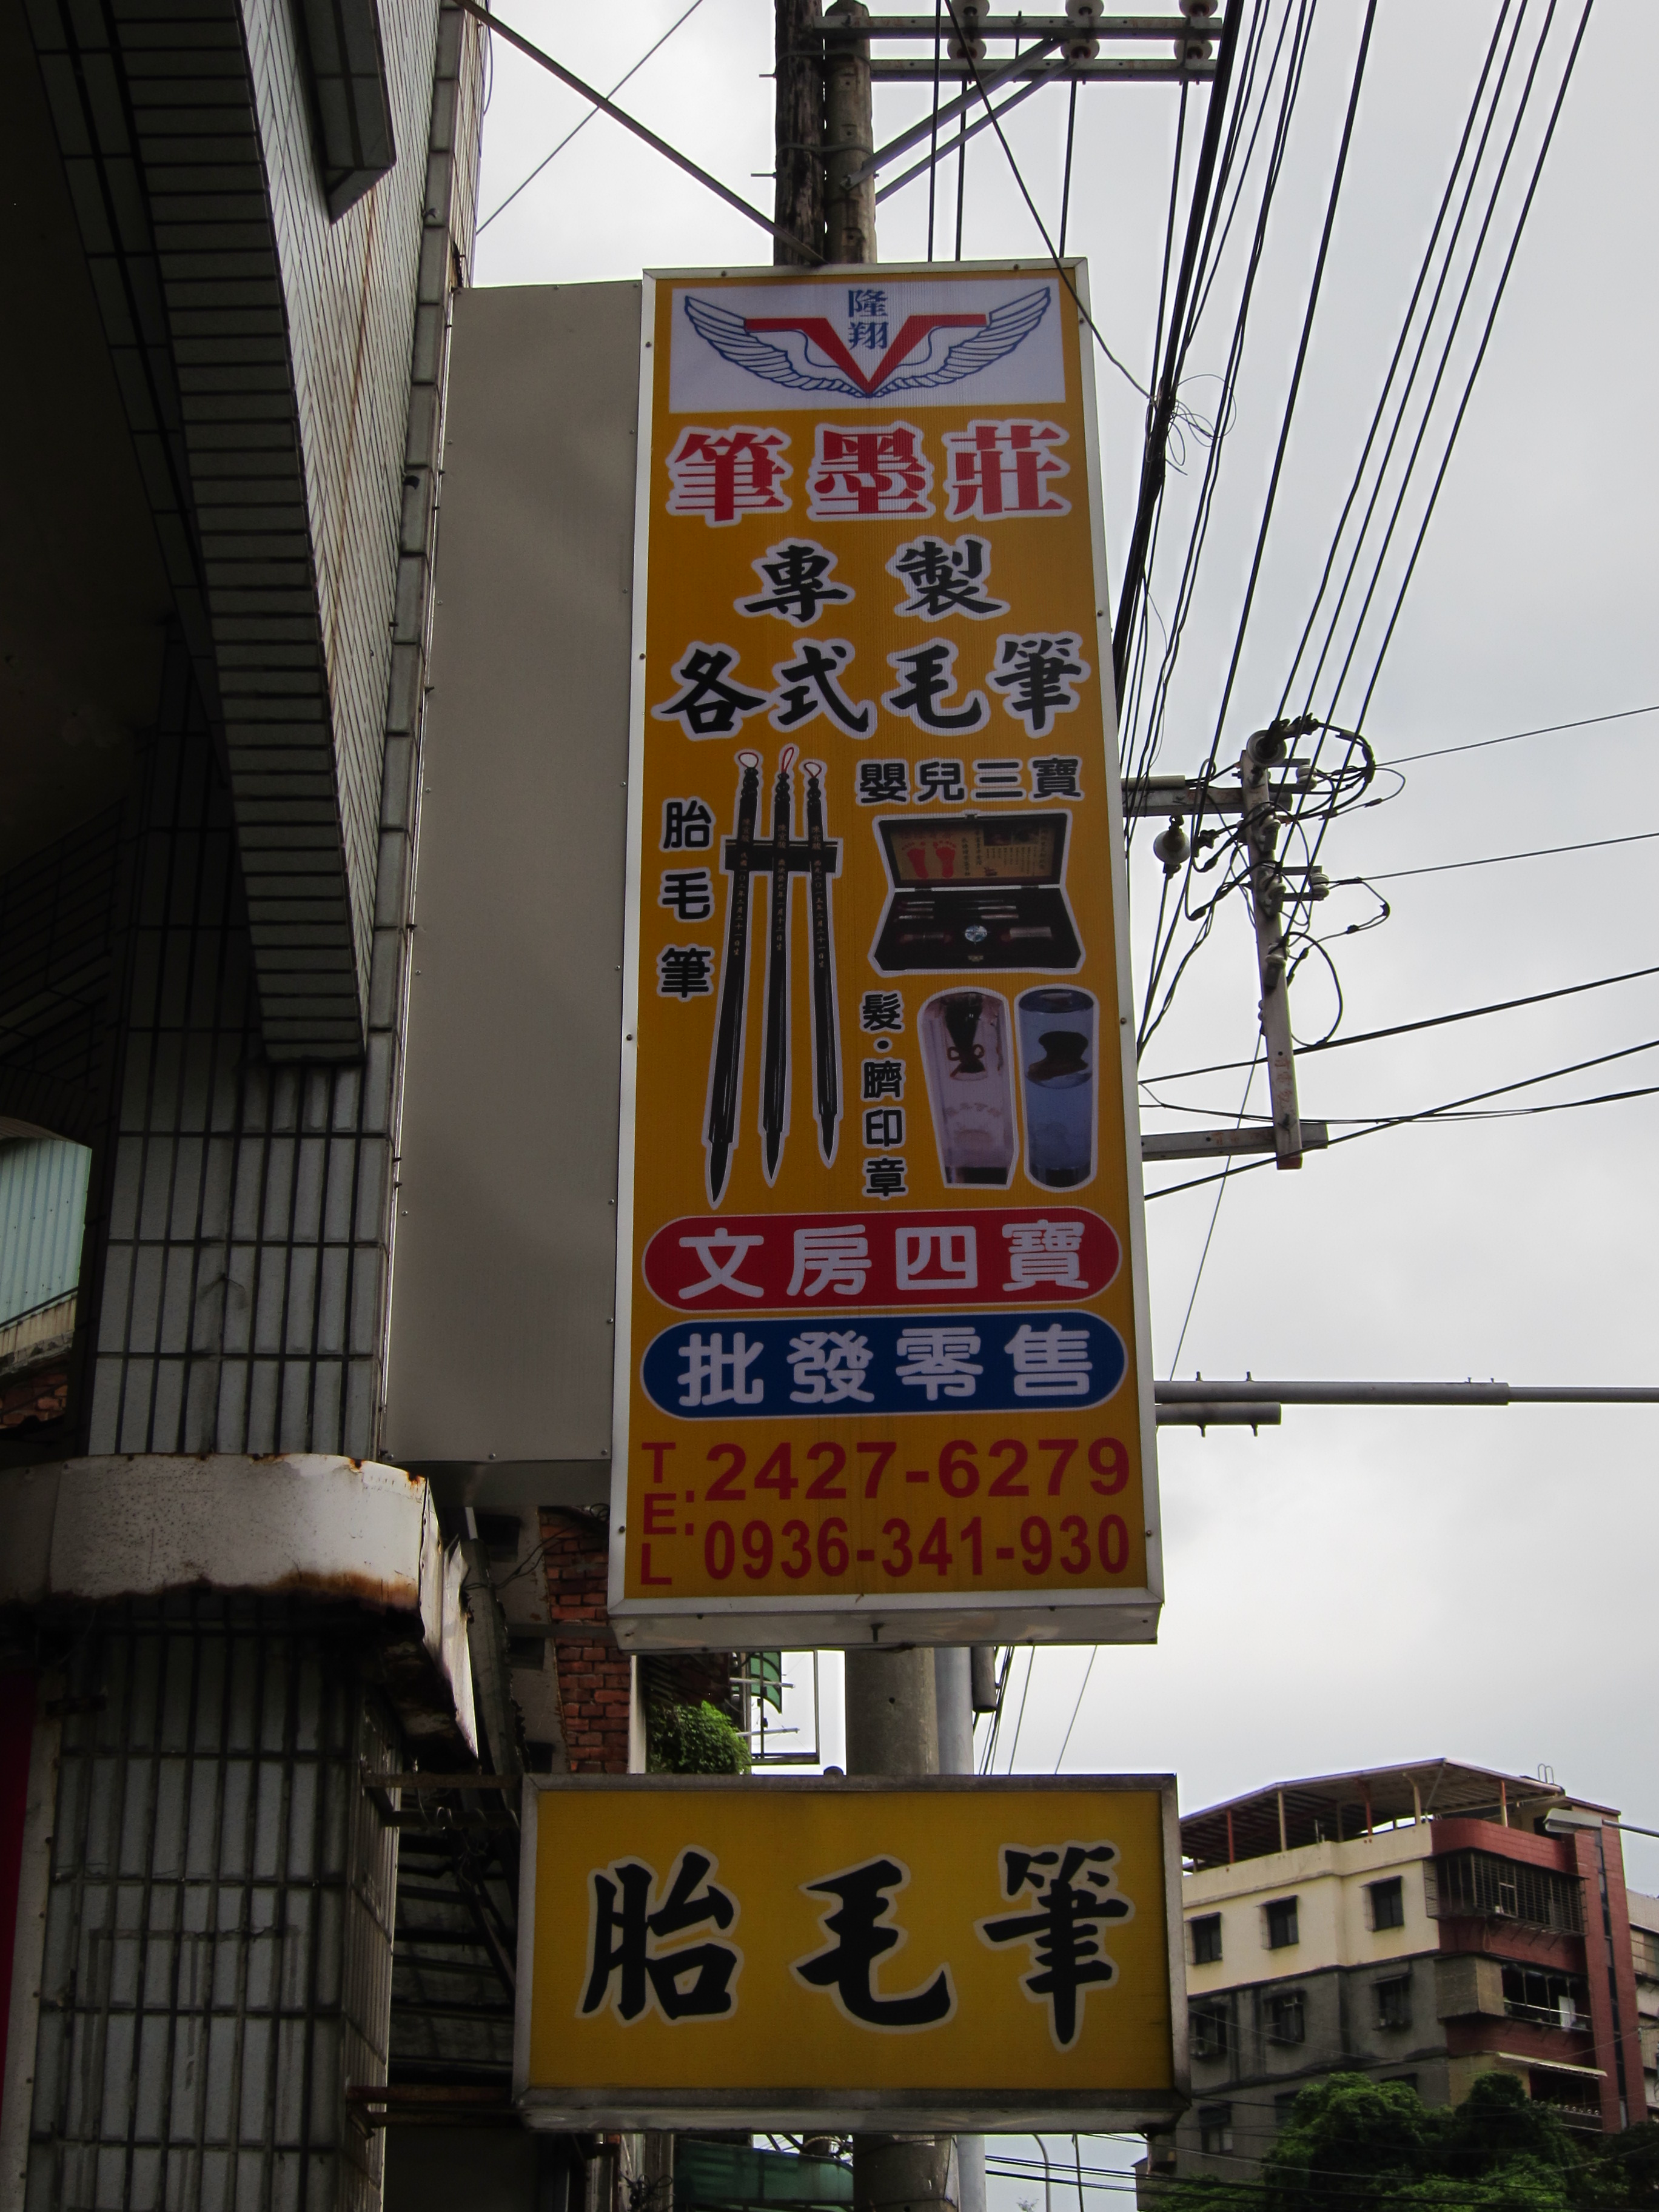 隆
翔
筆墨莊
專製
各式毛筆
胎毛筆
嬰兒三寶
髮·臍印章
文房四寶
批發零售
TEL: 2427-6279
0936-341-930
胎毛筆